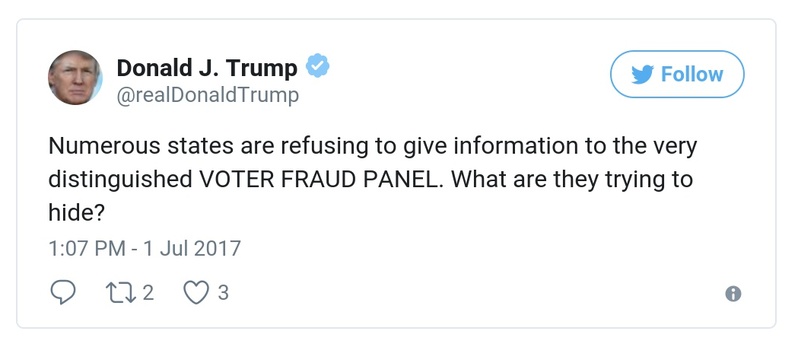 Donald J. Trump
Follow
@realDonaldTrump
Numerous states are refusing to give information to the very
distinguished VOTER FRAUD PANEL. What are they trying to
hide?
1:07 PM - 1 Jul 2017
2 3